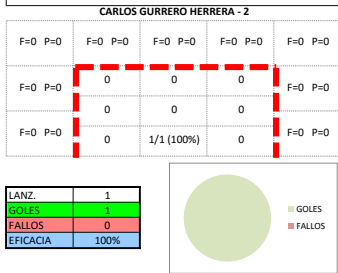 CARLOS GURRERO HERRERA - 2
F=0 P=0 F=0 P=0 F=0 P=0 F=0 P=0 F=0 P=0
F=0 P=0 0 0 0 F=0 P=0
0 0 0
F=0 P=0 0 1/1 (100%) 0 F=0 P=0
LANZ. 1
GOLES 1
FALLOS 0
EFICACIA 100%
GOLES
FALLOS